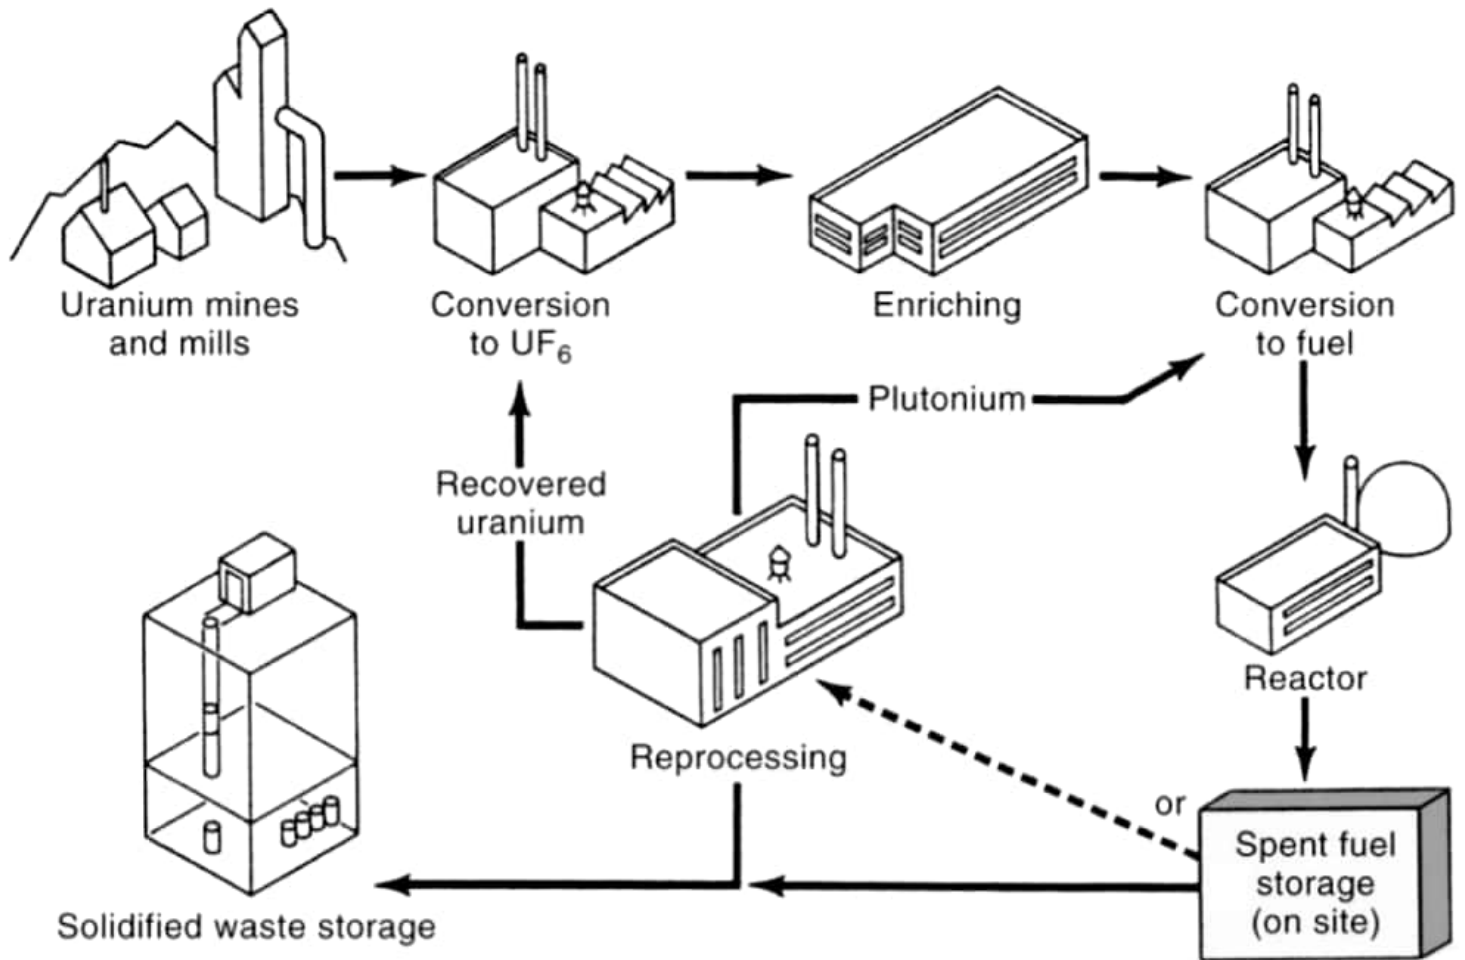 Uranium mines
and mills
Conversion
to UF₆
Enriching
Conversion
to fuel
Plutonium
Recovered
uranium
Reactor
Reprocessing
or
Spent fuel
storage
(on site)
Solidified waste storage